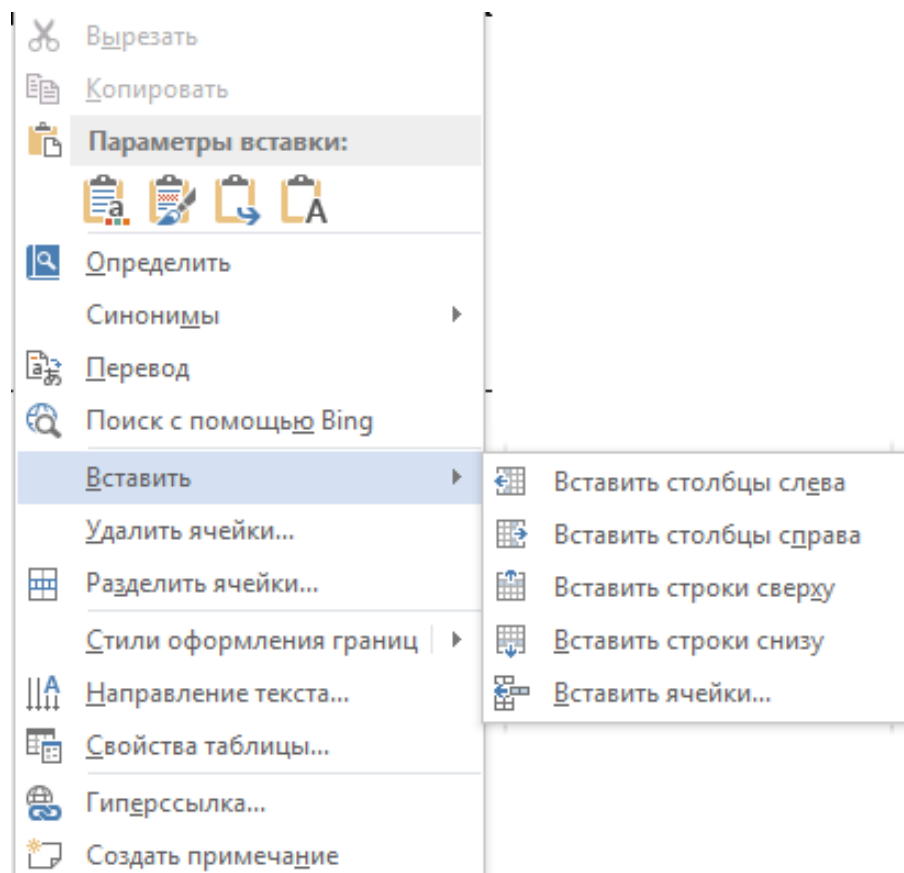 Вырезать
Копировать
Параметры вставки:
Определить
Синонимы
Перевод
Поиск с помощью Bing
Вставить
Удалить ячейки...
Разделить ячейки...
Стили оформления границ
Направление текста...
Свойства таблицы...
Гиперссылка...
Создать примечание
Вставить столбцы слева
Вставить столбцы справа
Вставить строки сверху
Вставить строки снизу
Вставить ячейки...